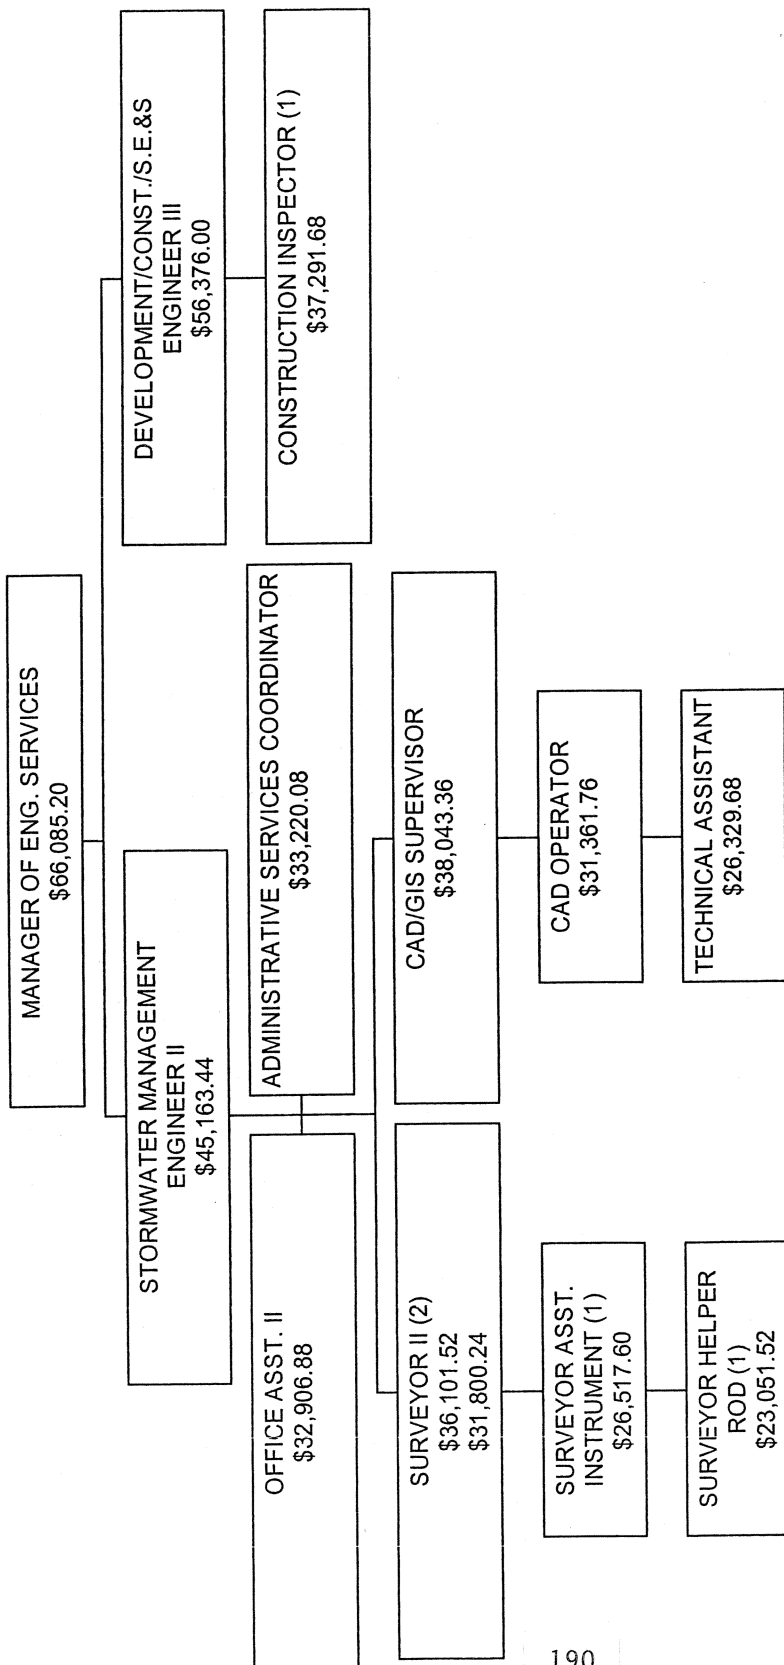 MANAGER OF ENG. SERVICES
$66,085.20
STORMWATER MANAGEMENT
ENGINEER II
$45,163.44
DEVELOPMENT/CONST./S.E.&S
ENGINEER III
$56,376.00
OFFICE ASST. II
$32,906.88
ADMINISTRATIVE SERVICES COORDINATOR
$33,220.08
CONSTRUCTION INSPECTOR (1)
$37,291.68
SURVEYOR II (2)
$36,101.52
$31,800.24
CAD/GIS SUPERVISOR
$38,043.36
SURVEYOR ASST.
INSTRUMENT (1)
$26,517.60
CAD OPERATOR
$31,361.76
SURVEYOR HELPER
ROD (1)
$23,051.52
TECHNICAL ASSISTANT
$26,329.68
190